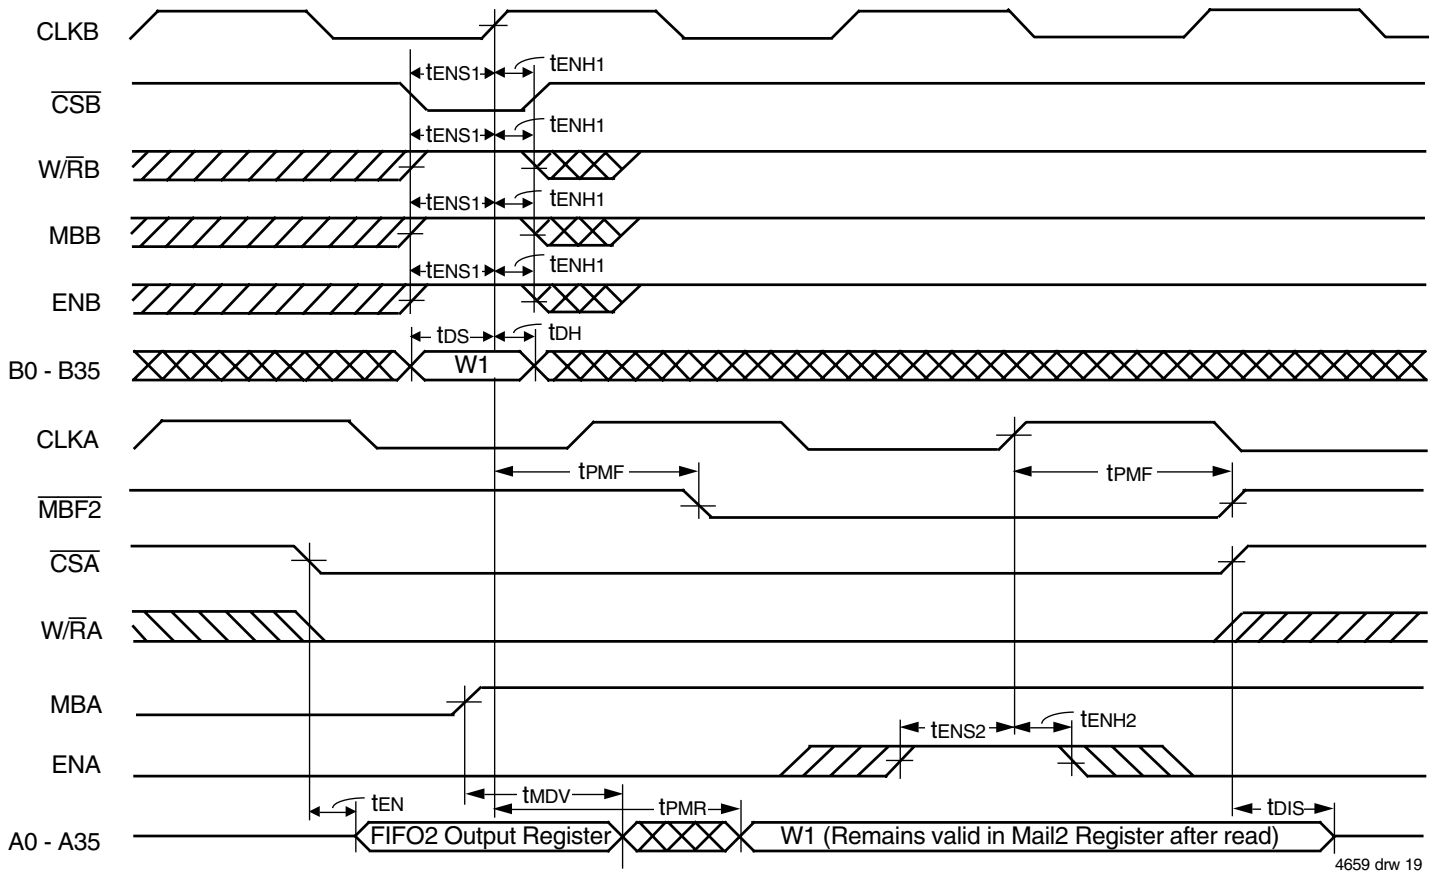 CLKB
tENS1 tENH1
CSB
tENS1 tENH1
W/RB
tENS1 tENH1
MBB
tENS1 tENH1
ENB
tDS tDH
B0 - B35 W1
CLKA
tPMF tPMF
MBF2
CSA
W/RA
MBA
tENS2 tENH2
ENA
tEN tMDV tPMR tDIS
A0 - A35 FIFO2 Output Register W1 (Remains valid in Mail2 Register after read)
4659 drw 19